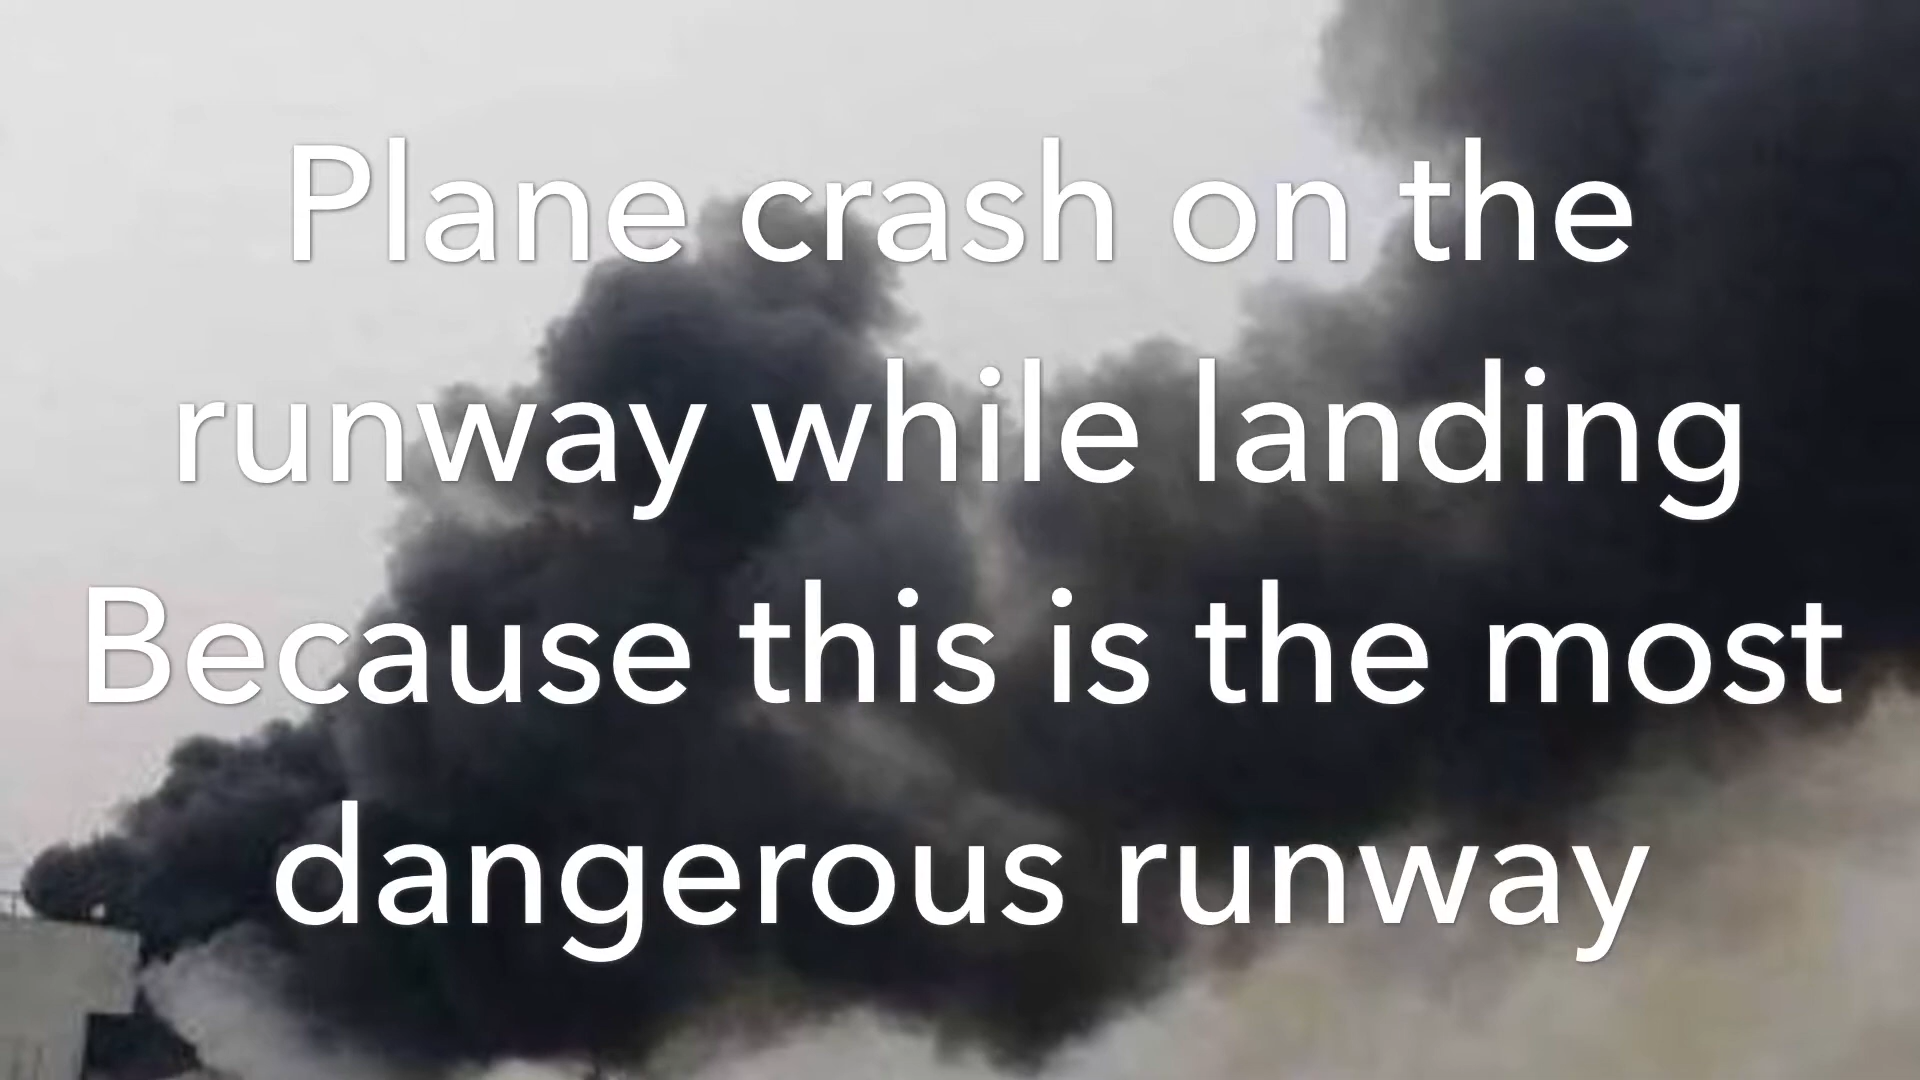 Plane crash on the
runway while landing
Because this is the most
dangerous runway